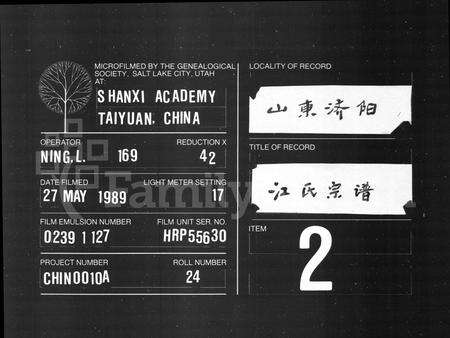 MICROFILMED BY THE GENEALOGICAL
SOCIETY, SALT LAKE CITY, UTAH
AT:
SHANXI ACADEMY
TAIYUAN, CHINA
OPERATOR REDUCTION X
NING, L. 169 42
DATE FILMED LIGHT METER SETTING
27 MAY 1989 17
FILM EMULSION NUMBER FILM UNIT SER. NO.
0239 1127 HRP55630
PROJECT NUMBER ROLL NUMBER
CHIN0010A 24
LOCALITY OF RECORD
山東济阳
TITLE OF RECORD
江氏宗谱
ITEM
2